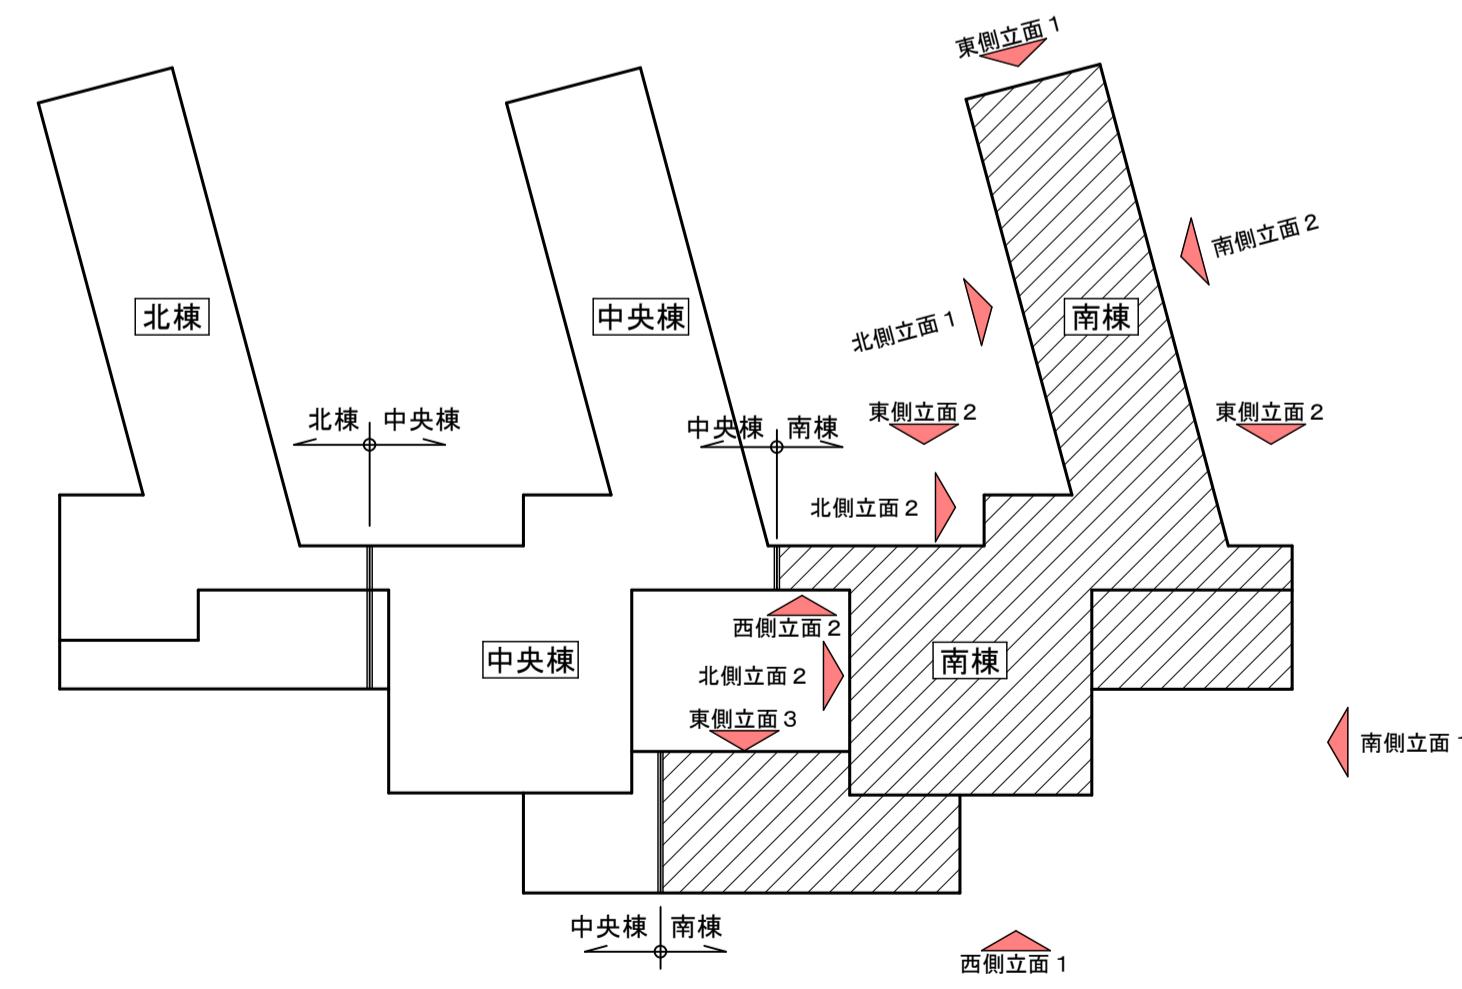 東側立面1
南側立面2
北棟
中央棟
南棟
北側立面1
東側立面2
東側立面2
北棟 中央棟
中央棟 南棟
北側立面2
西側立面2
中央棟
北側立面2
南棟
東側立面3
南側立面1
中央棟 南棟
西側立面1